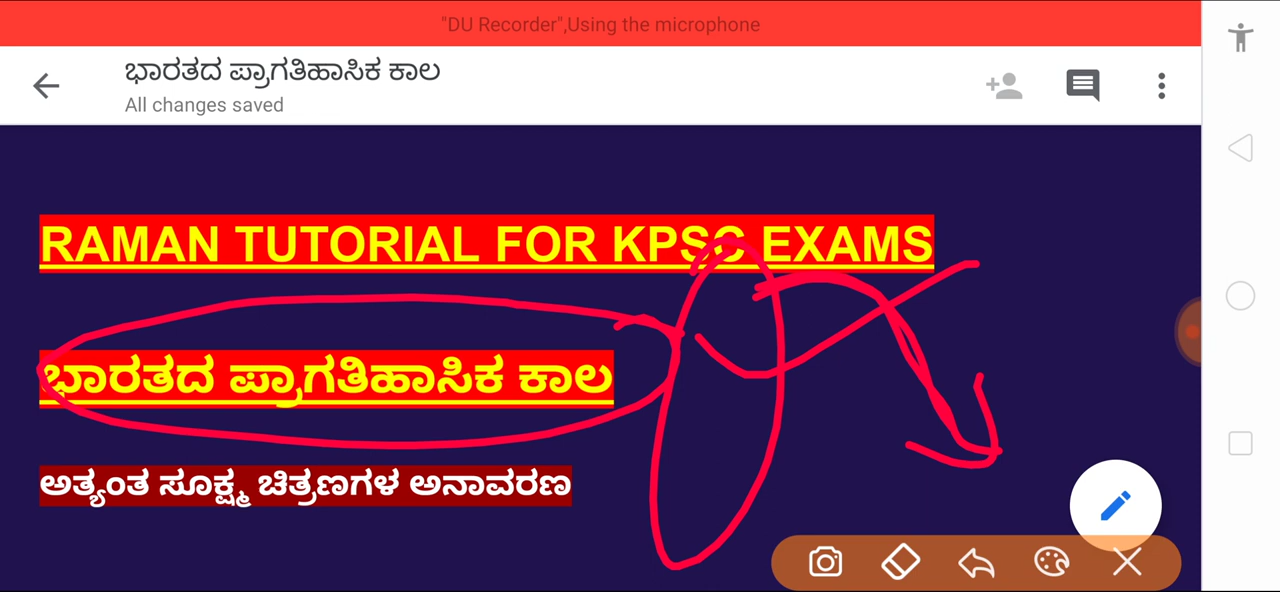 "DU Recorder",Using the microphone
ಭಾರತದ ಪ್ರಾಗತಿಹಾಸಿಕ ಕಾಲ
All changes saved
RAMAN TUTORIAL FOR KPSC EXAMS
ಭಾರತದ ಪ್ರಾಗತಿಹಾಸಿಕ ಕಾಲ
ಅತ್ಯಂತ ಸೂಕ್ಷ್ಮ ಚಿತ್ರಣಗಳ ಅನಾವರಣ